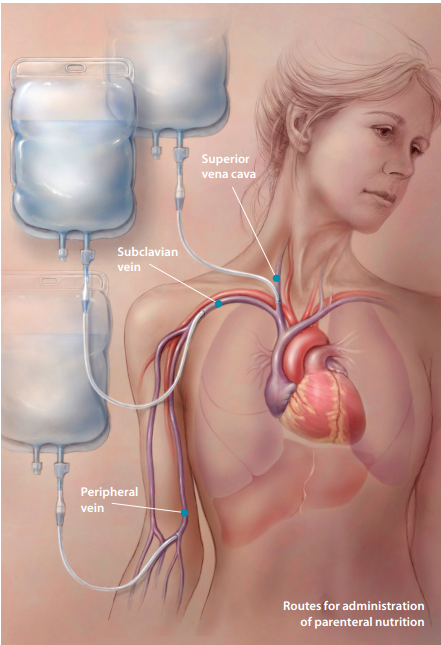 Superior
vena cava
Subclavian
vein
Peripheral
vein
Routes for administration
of parenteral nutrition